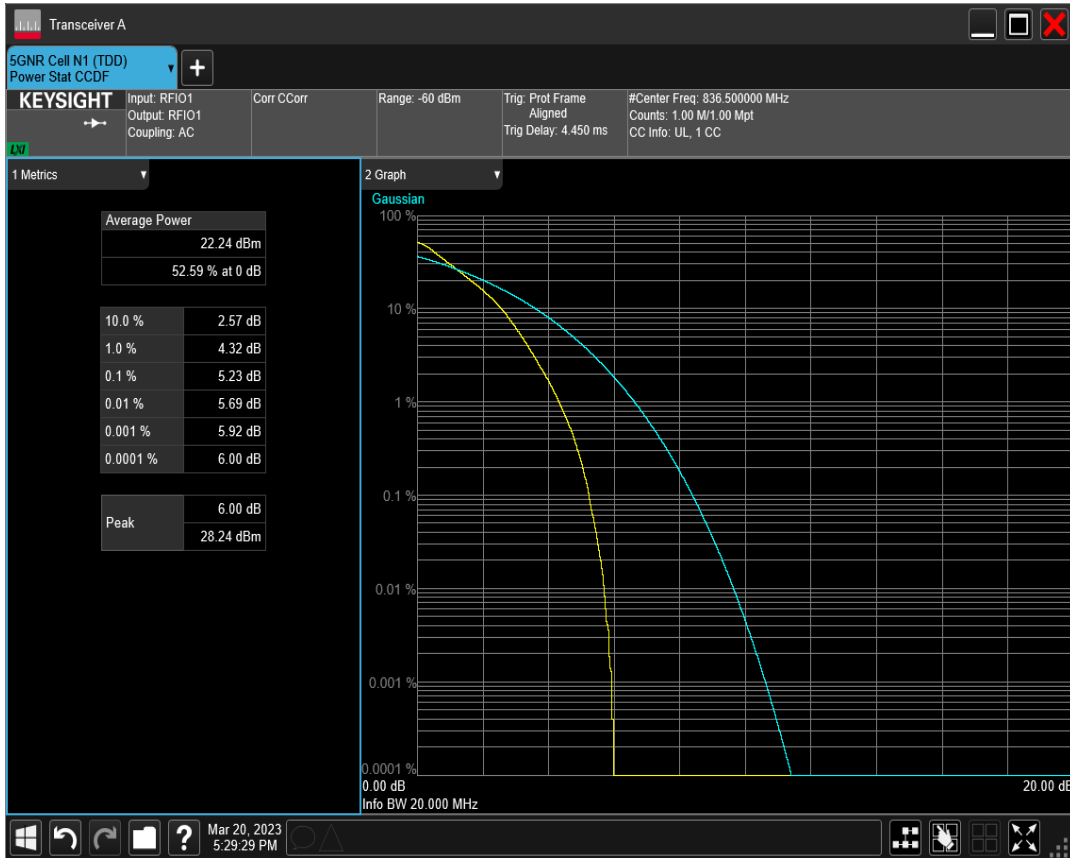 Transceiver A
5GNR Cell N1 (TDD)
Power Stat CCDF
+
KEYSIGHT
LXI
Input: RFIO1
Output: RFIO1
Coupling: AC
Corr CCorr
Range: -60 dBm
Trig: Prot Frame
Aligned
Trig Delay: 4.450 ms
#Center Freq: 836.500000 MHz
Counts: 1.00 M/1.00 Mpt
CC Info: UL, 1 CC
1 Metrics
Average Power
22.24 dBm
52.59 % at 0 dB
10.0 % 2.57 dB
1.0 % 4.32 dB
0.1 % 5.23 dB
0.01 % 5.69 dB
0.001 % 5.92 dB
0.0001 % 6.00 dB
Peak
6.00 dB
28.24 dBm
2 Graph
Gaussian
100 %
10 %
1 %
0.1 %
0.01 %
0.001 %
0.0001 %
0.00 dB 20.00 dB
Info BW 20.000 MHz
?
Mar 20, 2023
5:29:29 PM